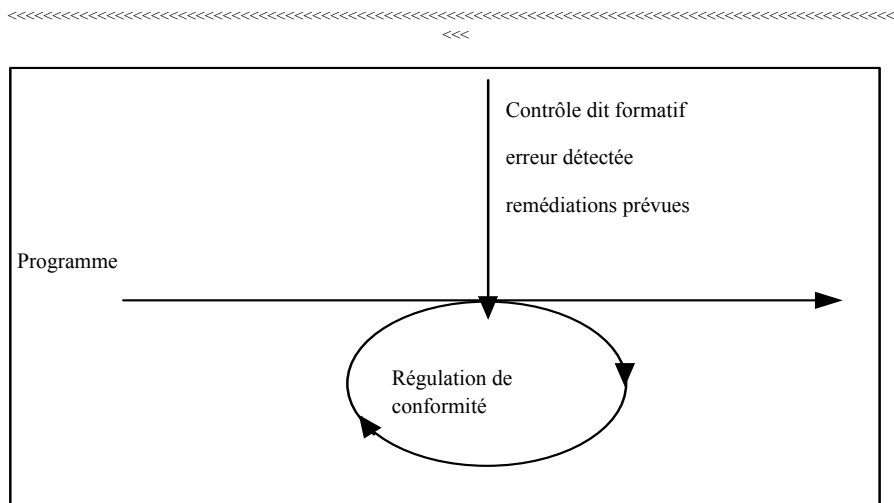 <<<<<<<<<<<<<<<<<<<<<<<<<<<<<<<<<<<<<<<<<<<<<<<<<<<<<<<<<<<<<<<<<<<<<<<<<<<<<<<<<<<<<<<<<<<<<<<<<<<
<<<
Contrôle dit formatif
erreur détectée
remédiations prévues
Programme
Régulation de
conformité